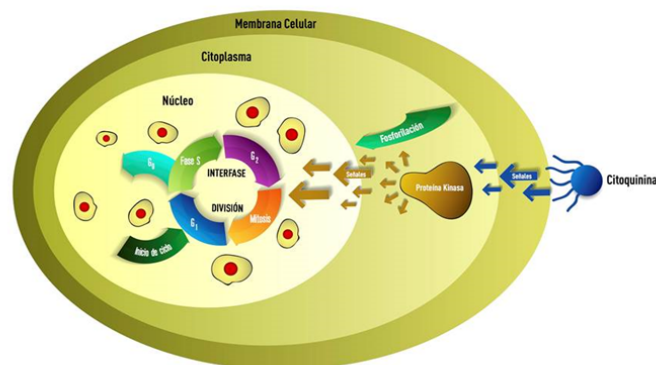 Membrana Celular
Citoplasma
Núcleo
Fosforilación
G₀
Fase S
G₂
INTERFASE
Señales
Proteína Kinasa
Señales
Citoquinina
DIVISIÓN
G₁
Mitosis
Inicio de ciclo